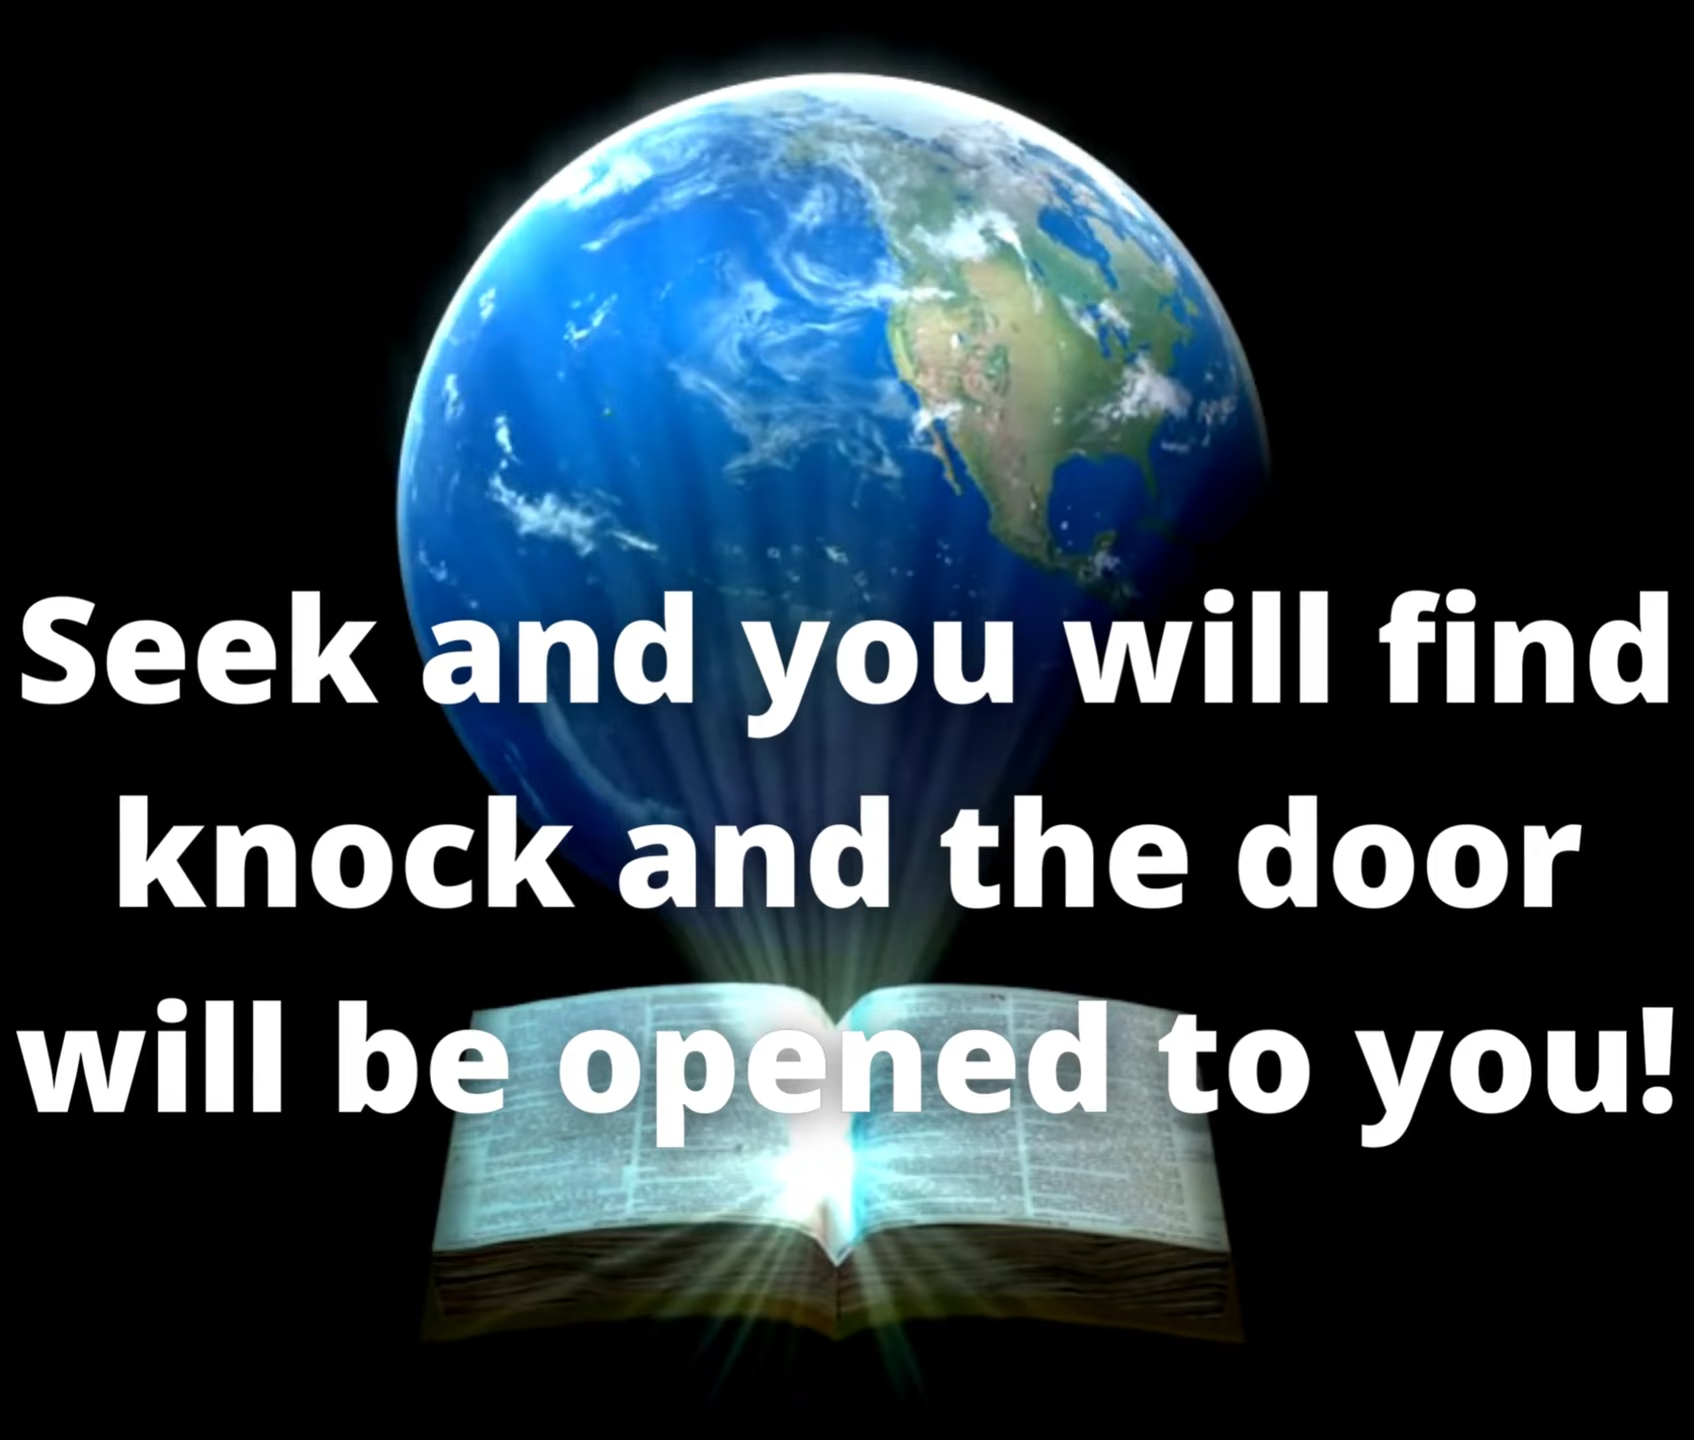 Seek and you will find
knock and the door
will be opened to you!